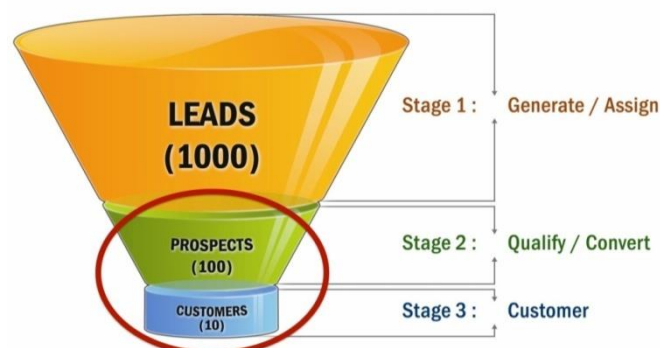 LEADS
(1000)
Stage 1 : Generate / Assign
PROSPECTS
(100)
Stage 2 : Qualify / Convert
CUSTOMERS
(10)
Stage 3 : Customer